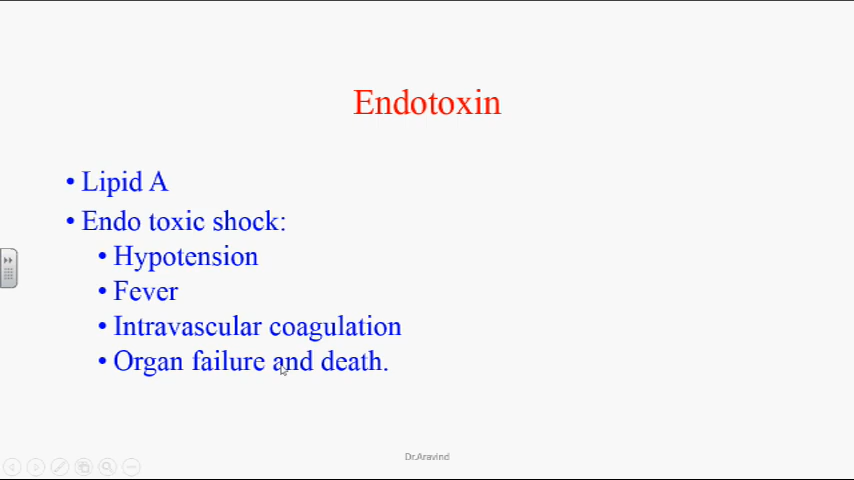 Endotoxin
• Lipid A
• Endo toxic shock:
• Hypotension
• Fever
• Intravascular coagulation
• Organ failure and death.
Dr.Aravind